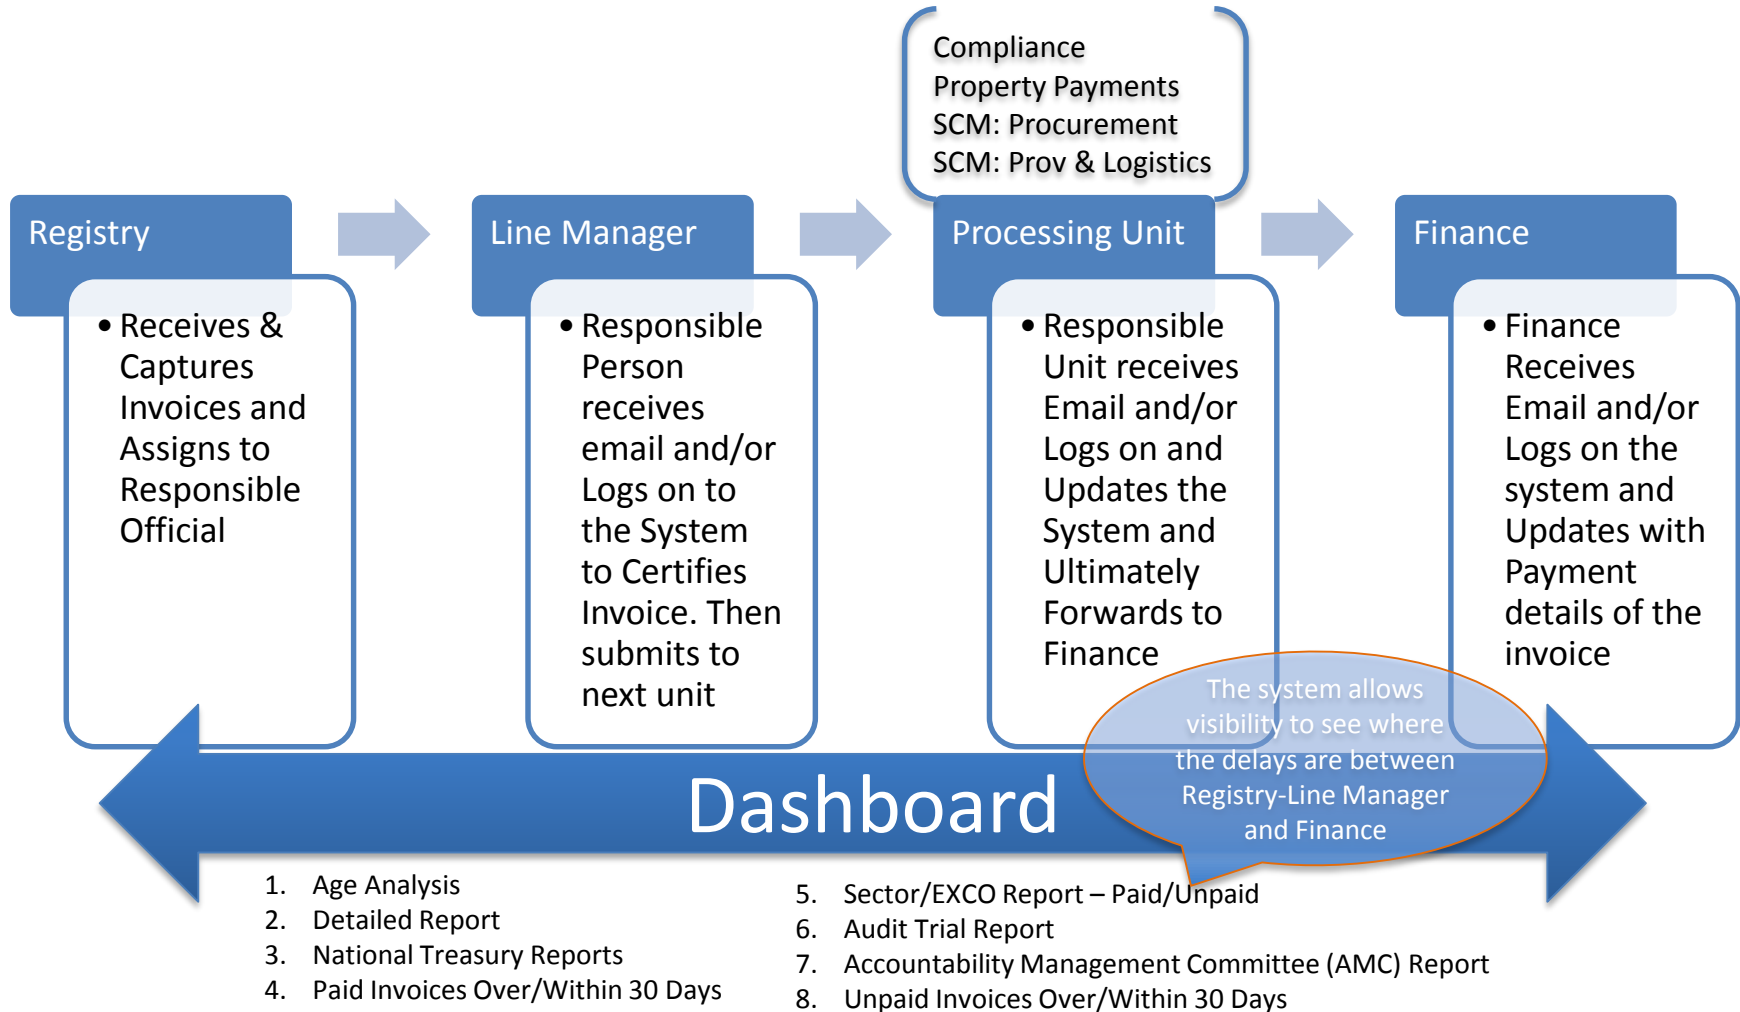 Compliance
Property Payments
SCM: Procurement
SCM: Prov & Logistics
Registry
• Receives &
Captures
Invoices and
Assigns to
Responsible
Official
Line Manager
• Responsible
Person
receives
email and/or
Logs on to
the System
to Certifies
Invoice. Then
submits to
next unit
Processing Unit
• Responsible
Unit receives
Email and/or
Logs on and
Updates the
System and
Ultimately
Forwards to
Finance
Finance
• Finance
Receives
Email and/or
Logs on the
system and
Updates with
Payment
details of the
invoice
The system allows
visibility to see where
the delays are between
Registry-Line Manager
and Finance
Dashboard
1. Age Analysis
2. Detailed Report
3. National Treasury Reports
4. Paid Invoices Over/Within 30 Days
5. Sector/EXCO Report – Paid/Unpaid
6. Audit Trial Report
7. Accountability Management Committee (AMC) Report
8. Unpaid Invoices Over/Within 30 Days